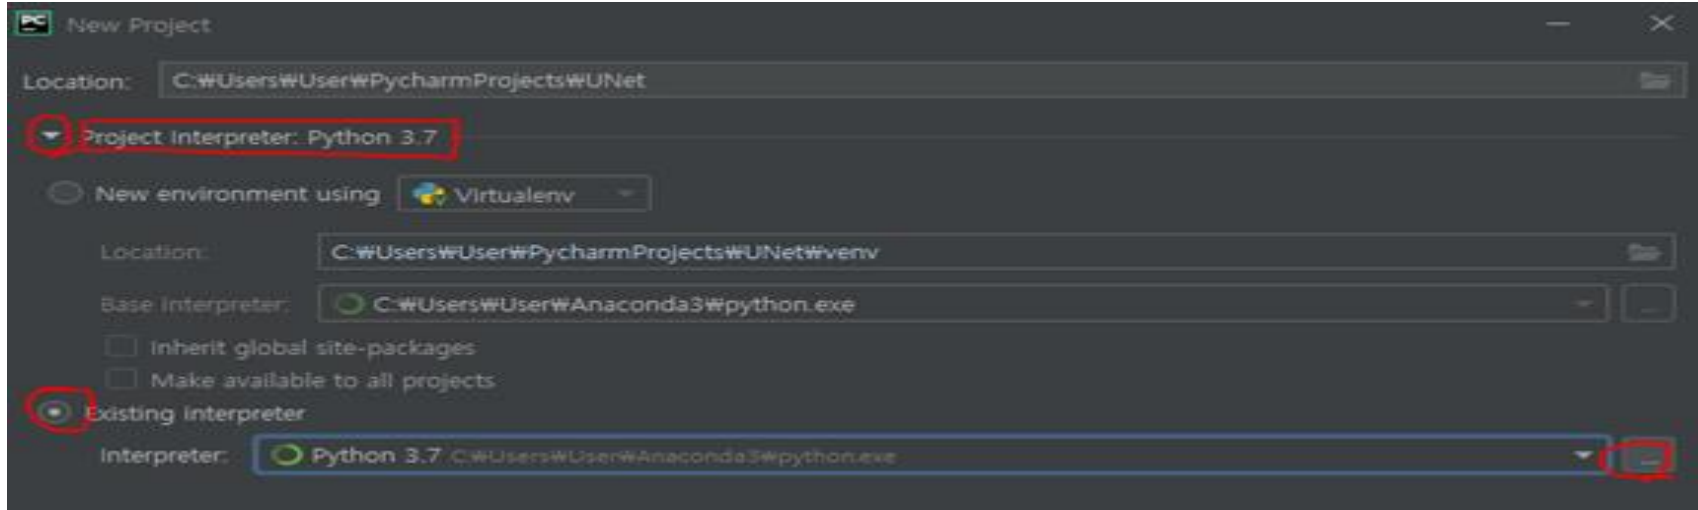 PC New Project
Location: C:₩Users₩User₩PycharmProjects₩UNet
Project Interpreter: Python 3.7
New environment using Virtualenv
Location: C:₩Users₩User₩PycharmProjects₩UNet₩venv
Base interpreter: C:₩Users₩User₩Anaconda3₩python.exe
...
Inherit global site-packages
Make available to all projects
Existing interpreter
Interpreter: Python 3.7 C:₩Users₩User₩Anaconda3₩python.exe
...